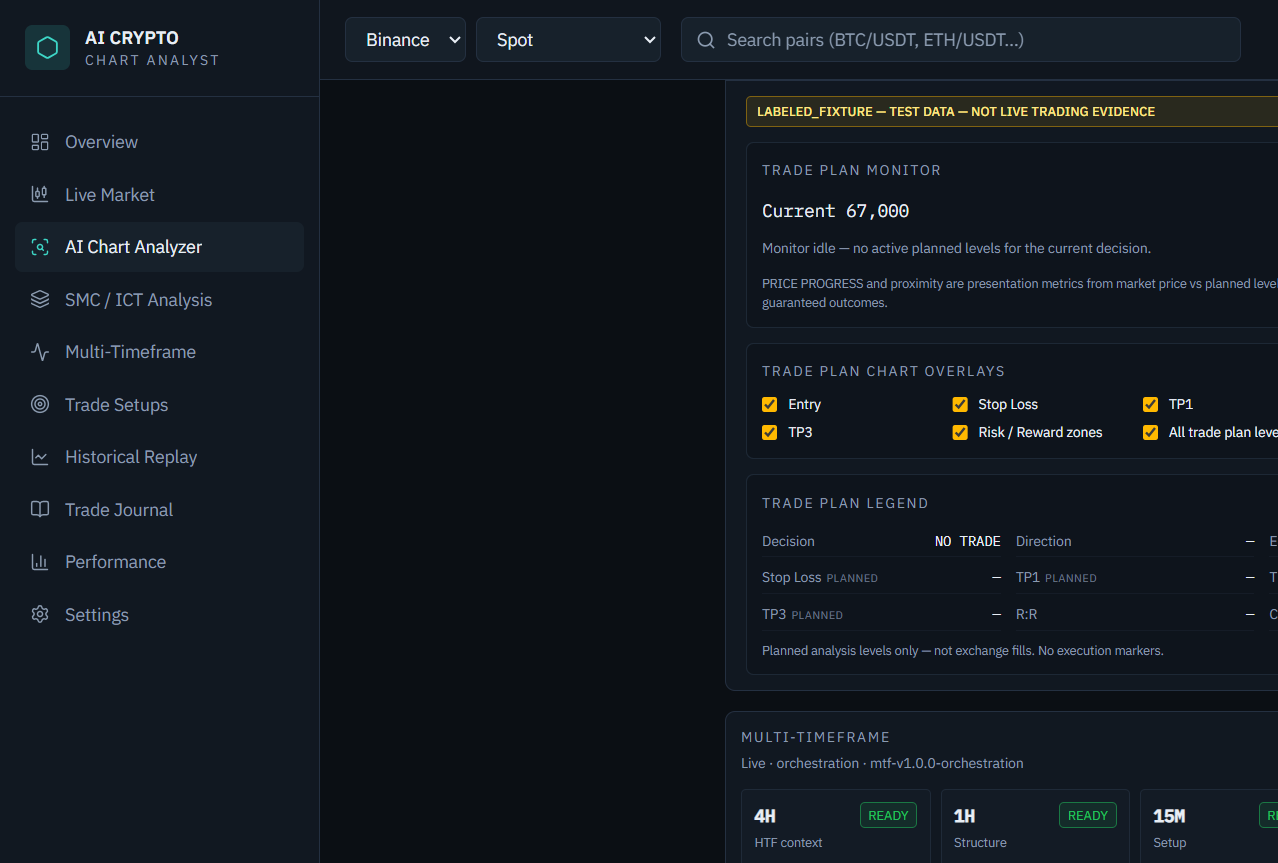 AI CRYPTO
CHART ANALYST
Binance
Spot
Search pairs (BTC/USDT, ETH/USDT...)
Overview
Live Market
AI Chart Analyzer
SMC / ICT Analysis
Multi-Timeframe
Trade Setups
Historical Replay
Trade Journal
Performance
Settings
LABELED_FIXTURE — TEST DATA — NOT LIVE TRADING EVIDENCE
TRADE PLAN MONITOR
Current 67,000
Monitor idle — no active planned levels for the current decision.
PRICE PROGRESS and proximity are presentation metrics from market price vs planned
guaranteed outcomes.
TRADE PLAN CHART OVERLAYS
Entry
Stop Loss
TP1
TP3
Risk / Reward zones
All trade plan
TRADE PLAN LEGEND
Decision NO TRADE Direction —
Stop Loss PLANNED — TP1 PLANNED —
TP3 PLANNED — R:R —
Planned analysis levels only — not exchange fills. No execution markers.
MULTI-TIMEFRAME
Live · orchestration · mtf-v1.0.0-orchestration
4H READY 1H READY 15M
HTF context Structure Setup